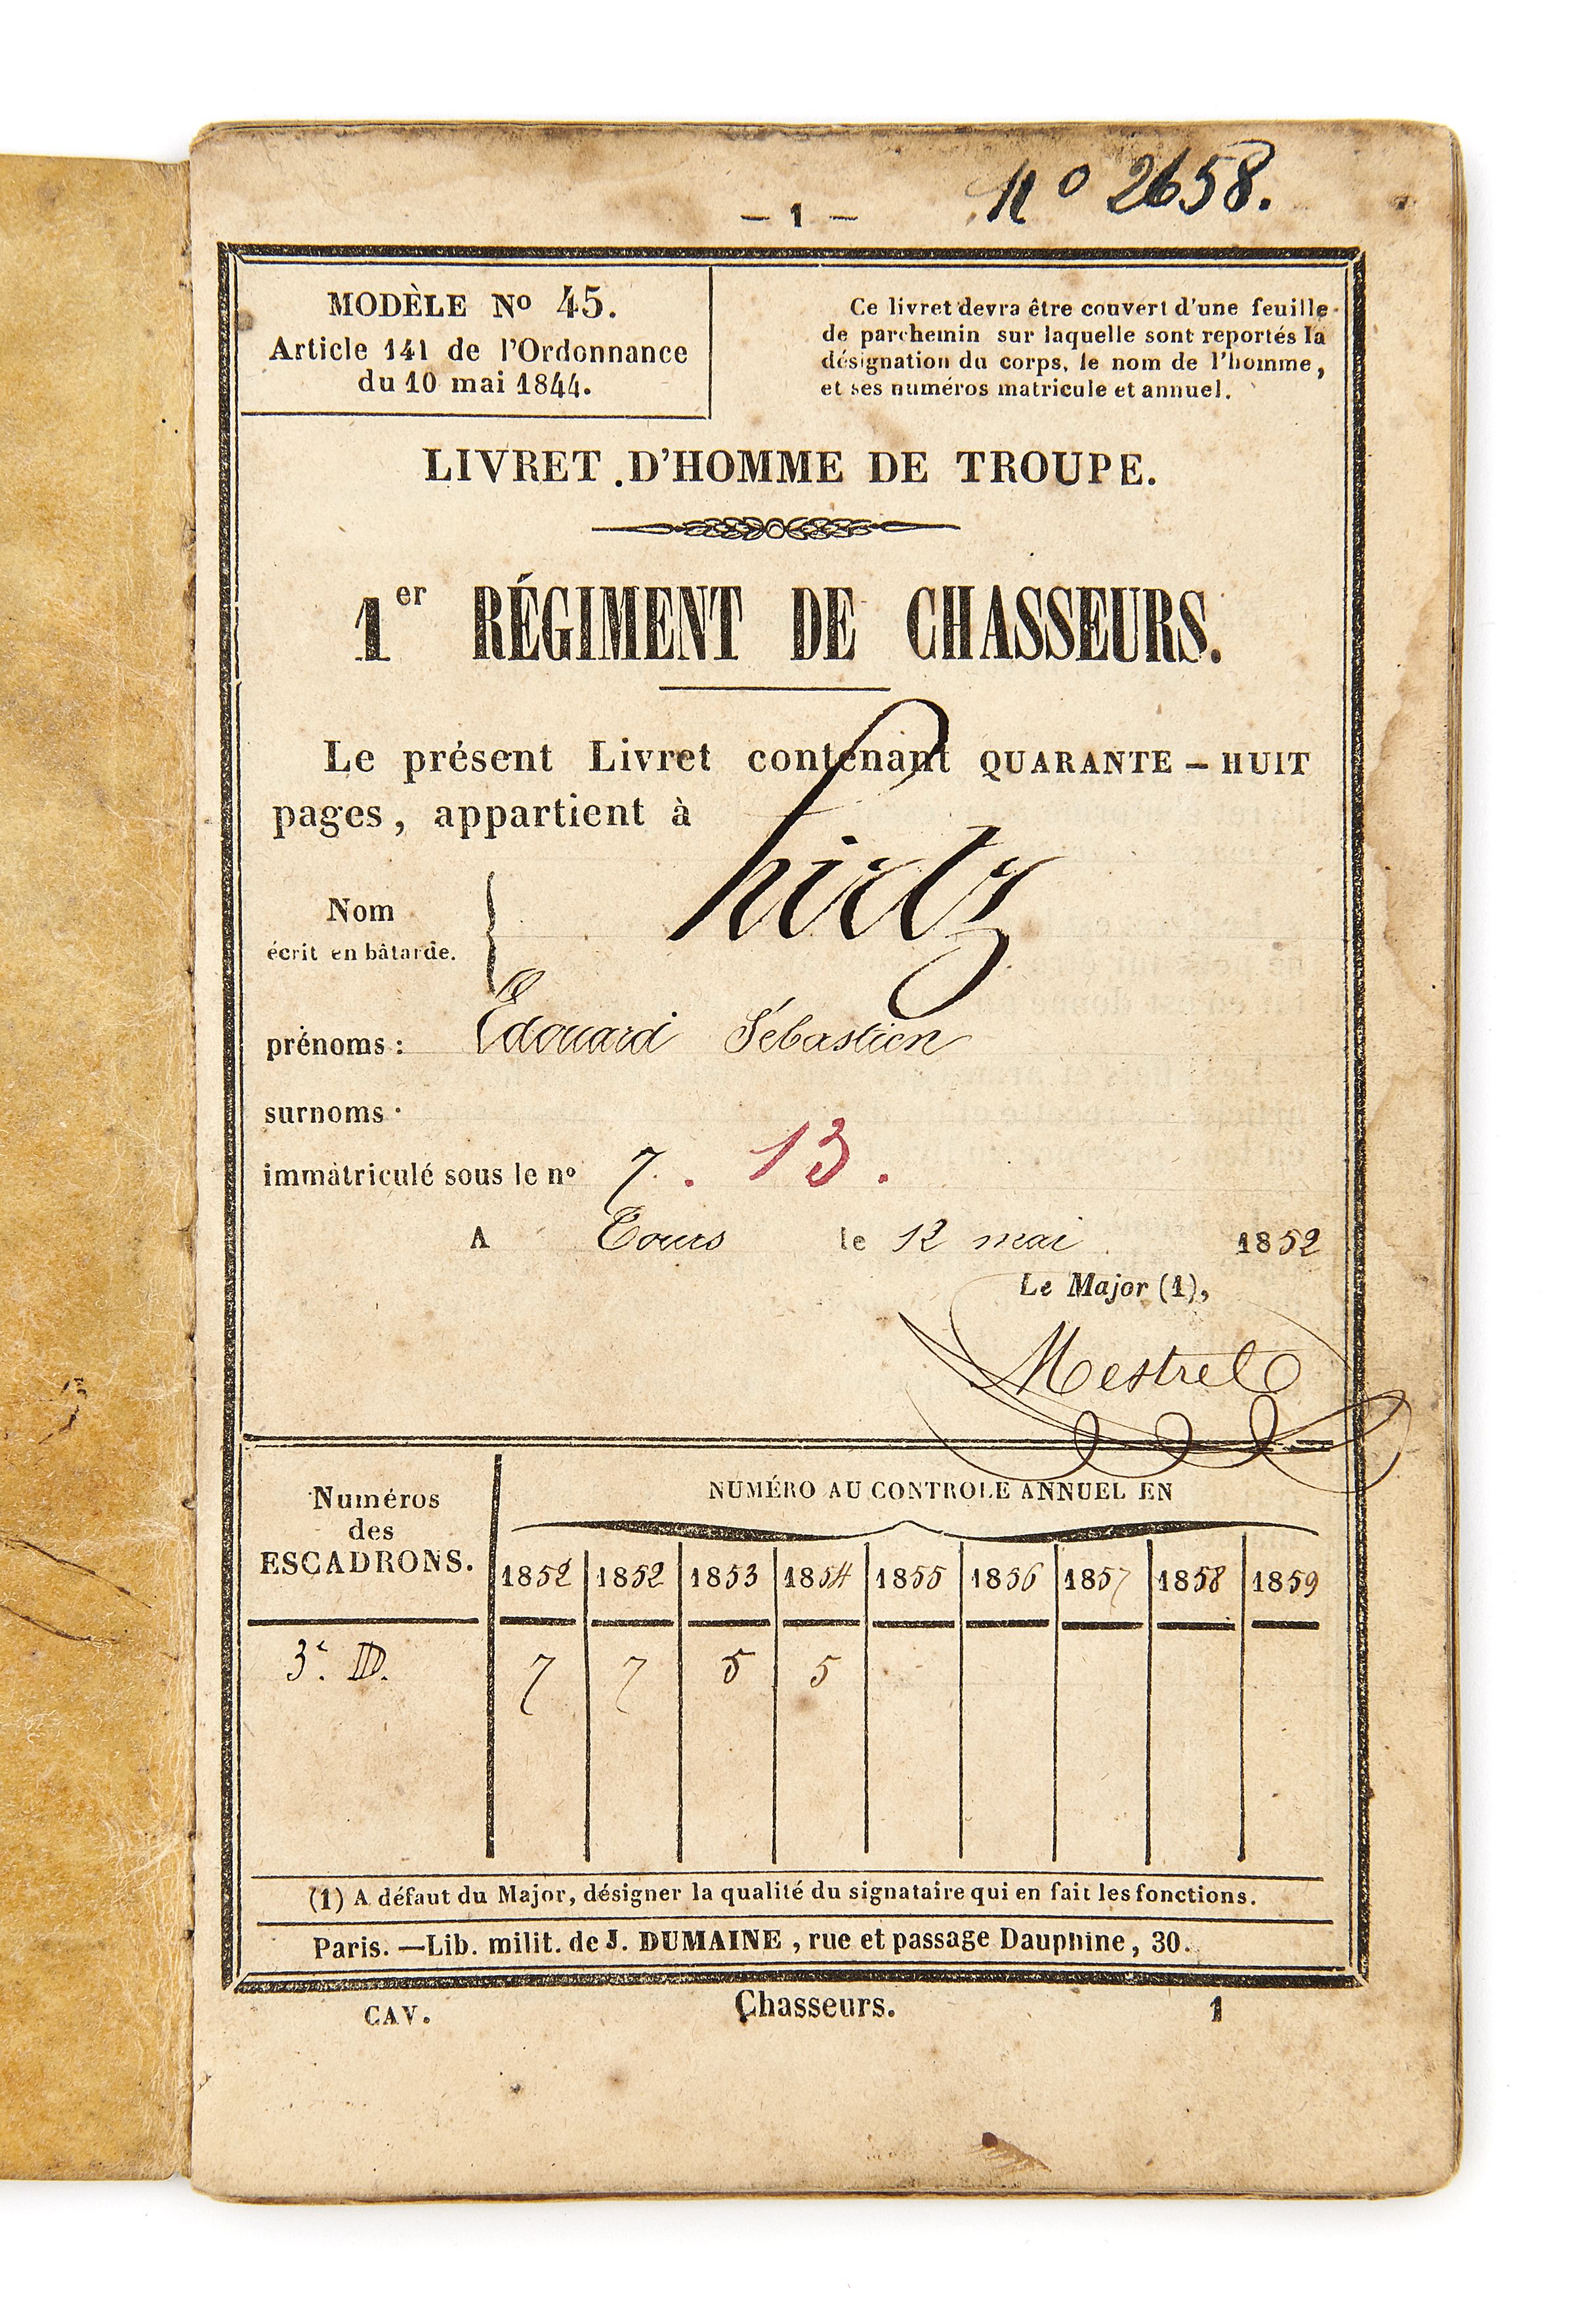 nº 2658.
— 1 —
MODÈLE Nº 45.
Article 141 de l'Ordonnance
du 10 mai 1844.
Ce livret devra être couvert d'une feuille
de parchemin sur laquelle sont reportés la
désignation du corps, le nom de l'homme,
et ses numéros matricule et annuel.
LIVRET D'HOMME DE TROUPE.
1er RÉGIMENT DE CHASSEURS.
Le présent Livret contenant QUARANTE-HUIT
pages, appartient à
Nom hirtz
écrit en bâtarde.
prénoms: Edouard Sébastien
surnoms
immatriculé sous le nº 7. 13.
A Tours le 12 mai 1852
Le Major (1),
Mestrel
Numéros
des
ESCADRONS.
NUMÉRO AU CONTROLE ANNUEL EN
1852 1852 1853 1854 1855 1856 1857 1858 1859
3e. D. 7 7 5 5
(1) A défaut du Major, désigner la qualité du signataire qui en fait les fonctions.
Paris. — Lib. milit. de J. DUMAINE, rue et passage Dauphine, 30.
CAV. Chasseurs. 1